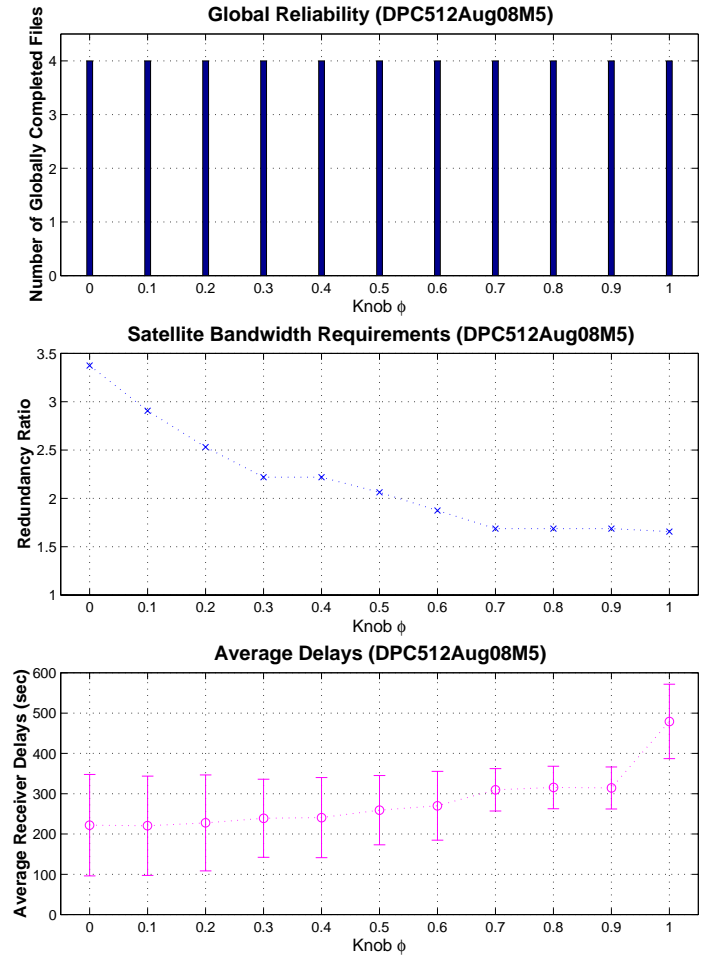 Global Reliability (DPC512Aug08M5)
Number of Globally Completed Files
4
3
2
1
0
0 0.1 0.2 0.3 0.4 0.5 0.6 0.7 0.8 0.9 1
Knob ϕ
Satellite Bandwidth Requirements (DPC512Aug08M5)
Redundancy Ratio
3.5
3
2.5
2
1.5
1
0 0.1 0.2 0.3 0.4 0.5 0.6 0.7 0.8 0.9 1
Knob ϕ
Average Delays (DPC512Aug08M5)
Average Receiver Delays (sec)
600
500
400
300
200
100
0
0 0.1 0.2 0.3 0.4 0.5 0.6 0.7 0.8 0.9 1
Knob ϕ